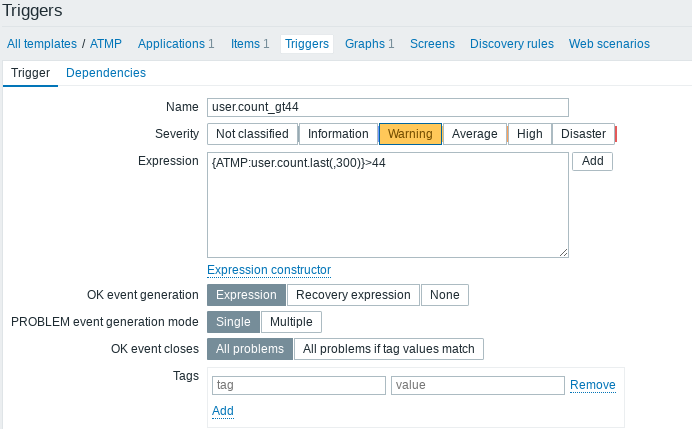 Triggers
All templates / ATMP Applications 1 Items 1 Triggers Graphs 1 Screens Discovery rules Web scenarios
Trigger Dependencies
Name user.count_gt44
Severity Not classified Information Warning Average High Disaster
Expression {ATMP:user.count.last(,300)}>44 Add
Expression constructor
OK event generation Expression Recovery expression None
PROBLEM event generation mode Single Multiple
OK event closes All problems All problems if tag values match
Tags tag value Remove
Add